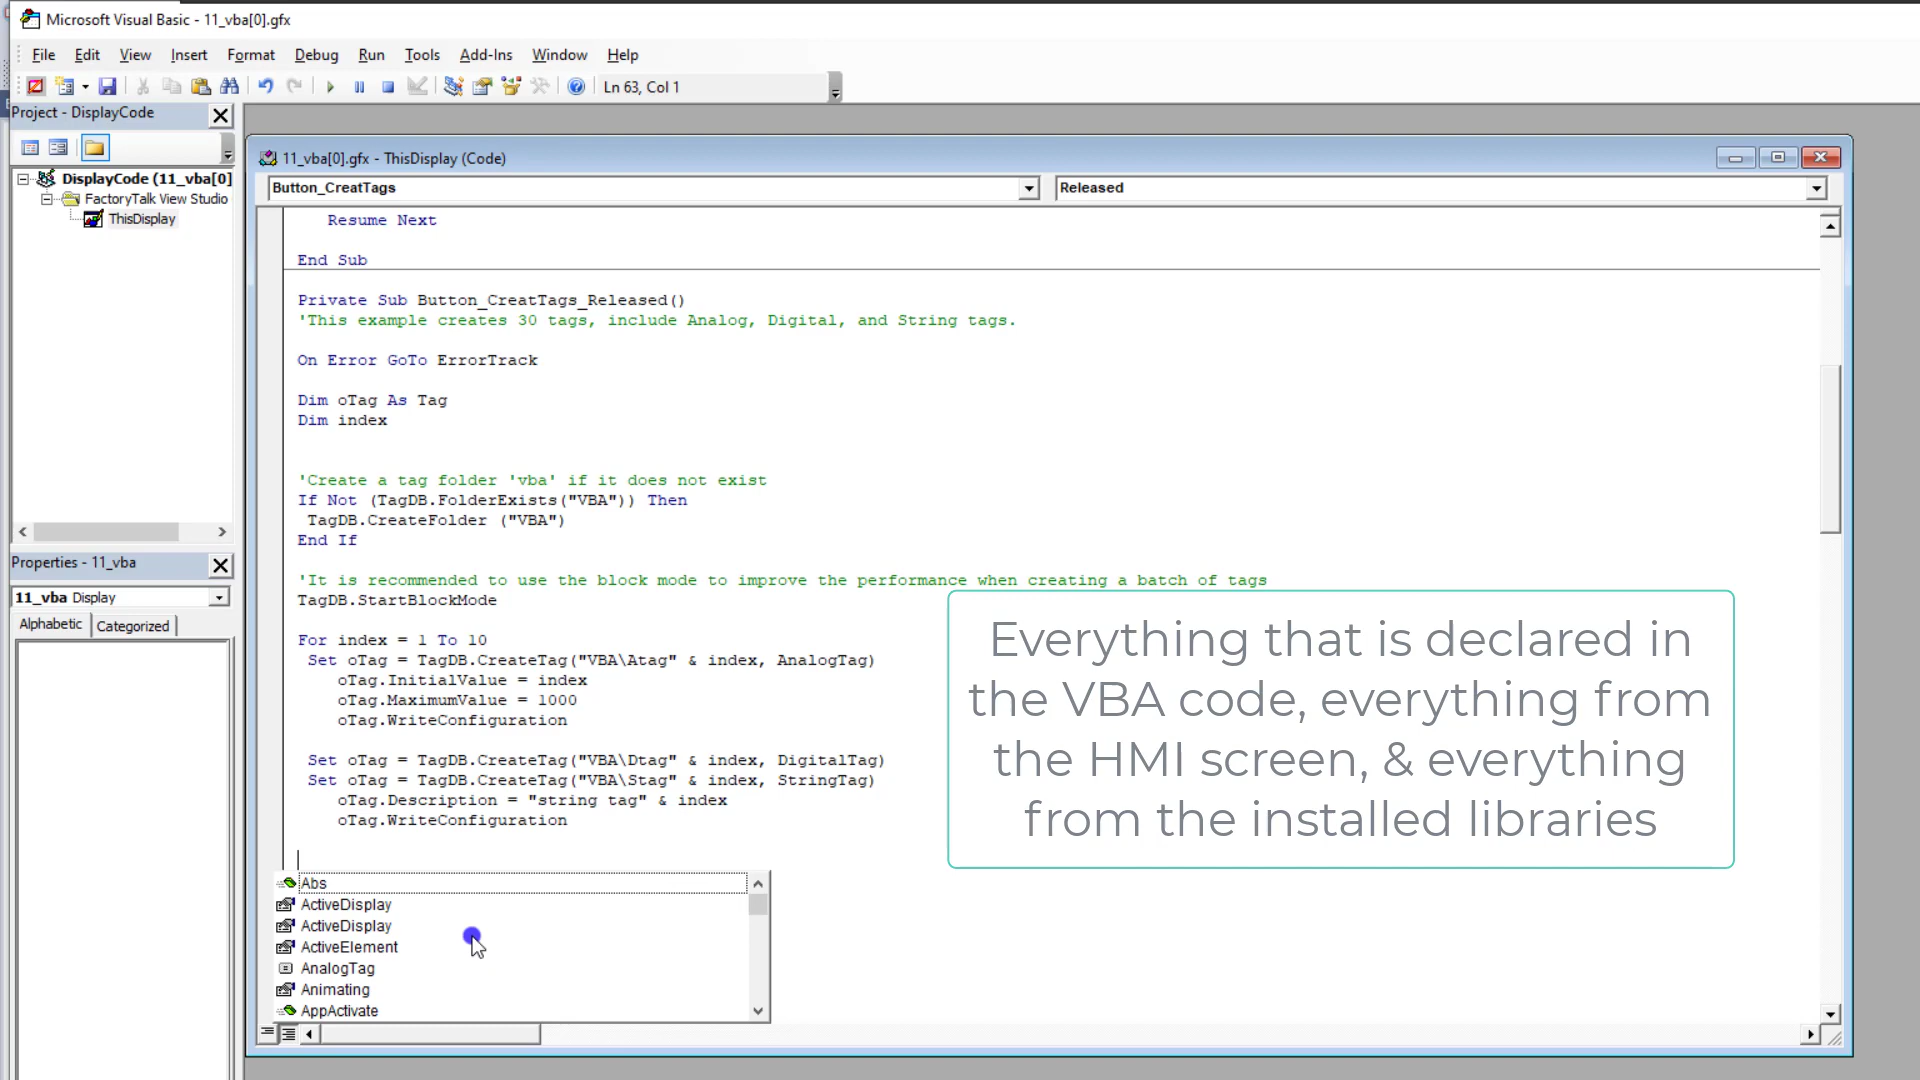 Microsoft Visual Basic - 11_vba[0].gfx
File Edit View Insert Format Debug Run Tools Add-Ins Window Help
Ln 63, Col 1
Project - DisplayCode
DisplayCode (11_vba[0]
FactoryTalk View Studio
ThisDisplay
Properties - 11_vba
11_vba Display
Alphabetic Categorized
11_vba[0].gfx - ThisDisplay (Code)
Button_CreatTags Released
Resume Next
End Sub
Private Sub Button_CreatTags_Released()
'This example creates 30 tags, include Analog, Digital, and String tags.
On Error GoTo ErrorTrack
Dim oTag As Tag
Dim index
'Create a tag folder 'vba' if it does not exist
If Not (TagDB.FolderExists("VBA")) Then
TagDB.CreateFolder ("VBA")
End If
'It is recommended to use the block mode to improve the performance when creating a batch of tags
TagDB.StartBlockMode
For index = 1 To 10
Set oTag = TagDB.CreateTag("VBA\Atag" & index, AnalogTag)
oTag.InitialValue = index
oTag.MaximumValue = 1000
oTag.WriteConfiguration
Set oTag = TagDB.CreateTag("VBA\Dtag" & index, DigitalTag)
Set oTag = TagDB.CreateTag("VBA\Stag" & index, StringTag)
oTag.Description = "string tag" & index
oTag.WriteConfiguration
Abs
ActiveDisplay
ActiveDisplay
ActiveElement
AnalogTag
Animating
AppActivate
Everything that is declared in
the VBA code, everything from
the HMI screen, & everything
from the installed libraries